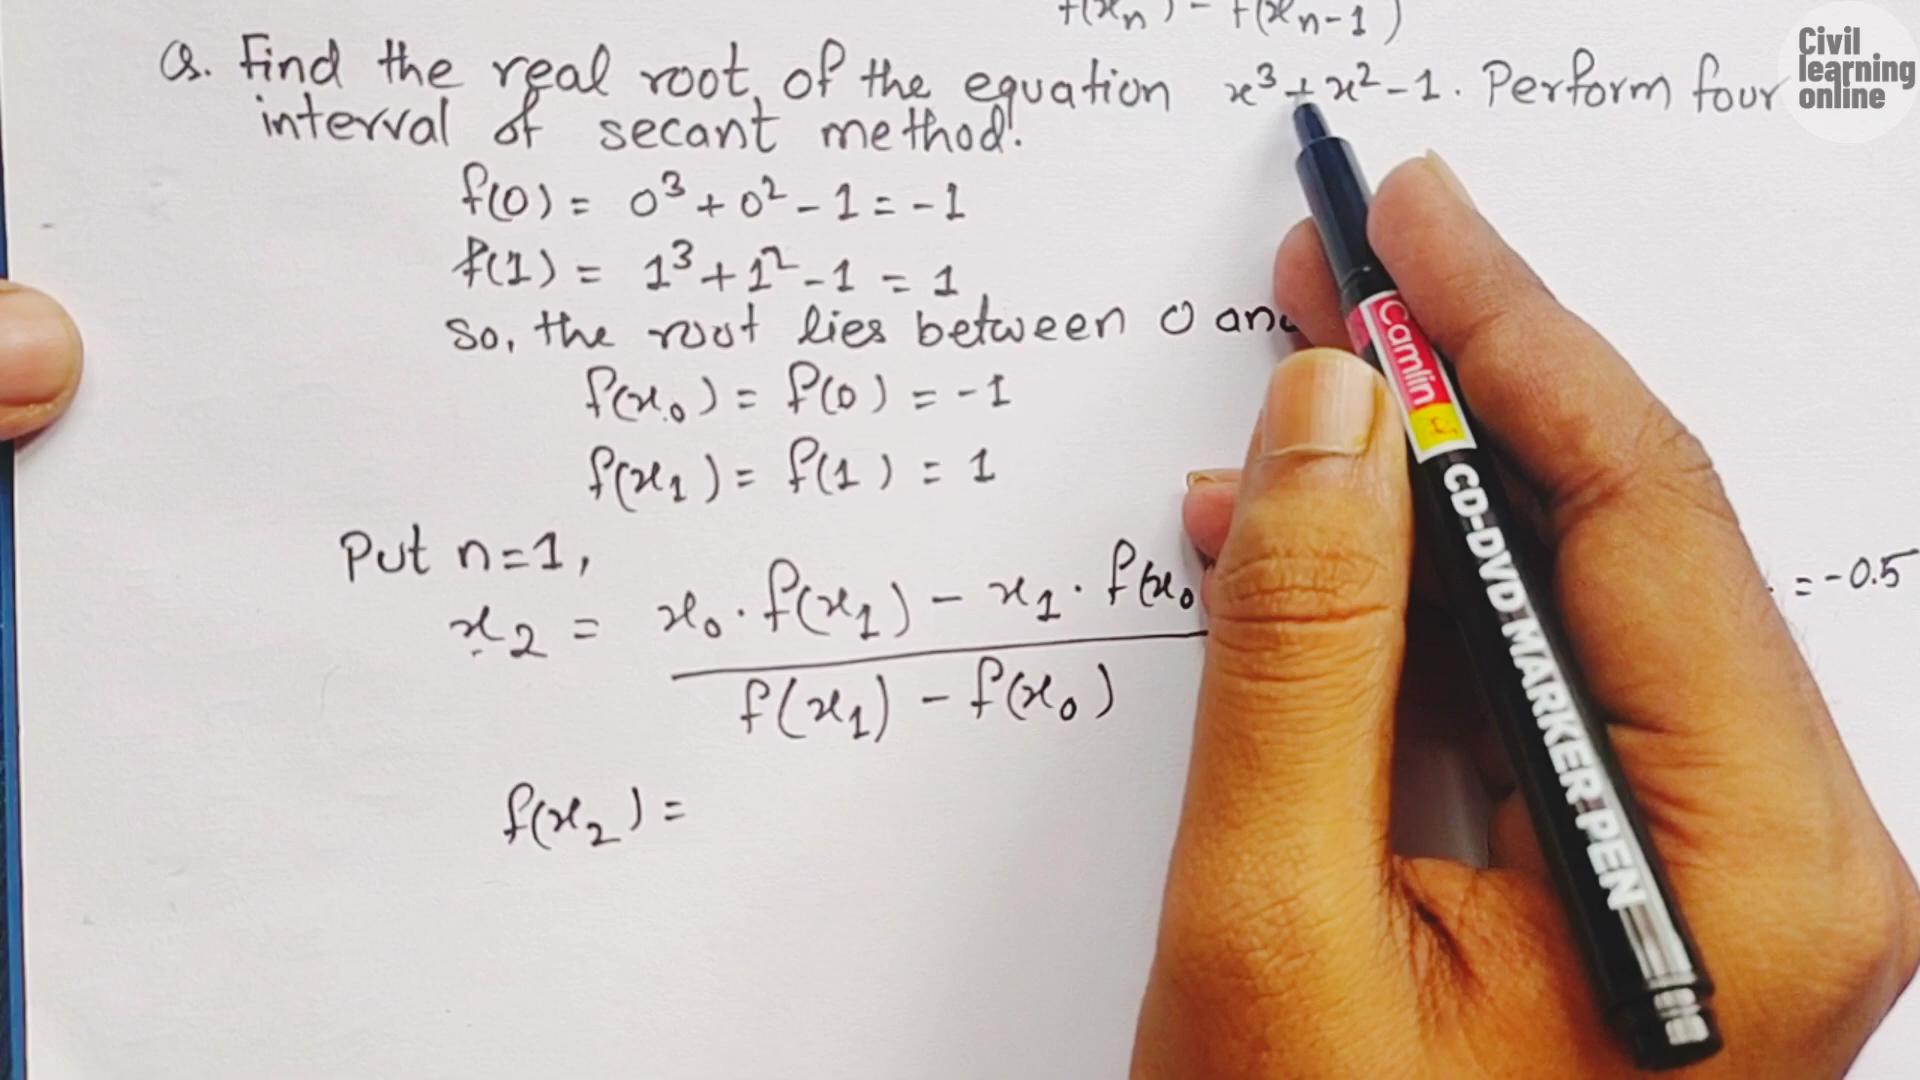 f(xₙ) - f(xₙ₋₁)
Civil
learning
online
Q. Find the real root of the equation x³+x²-1. Perform four
interval of secant method.
f(0) = 0³+0²-1 = -1
f(1) = 1³+1²-1 = 1
So, the root lies between 0 and
f(x₀) = f(0) = -1
f(x₁) = f(1) = 1
Put n=1,
x₂ = x₀.f(x₁) - x₁.f(x₀
f(x₁) - f(x₀)
= -0.5
f(x₂) =
Camlin
CD-DVD MARKER PEN